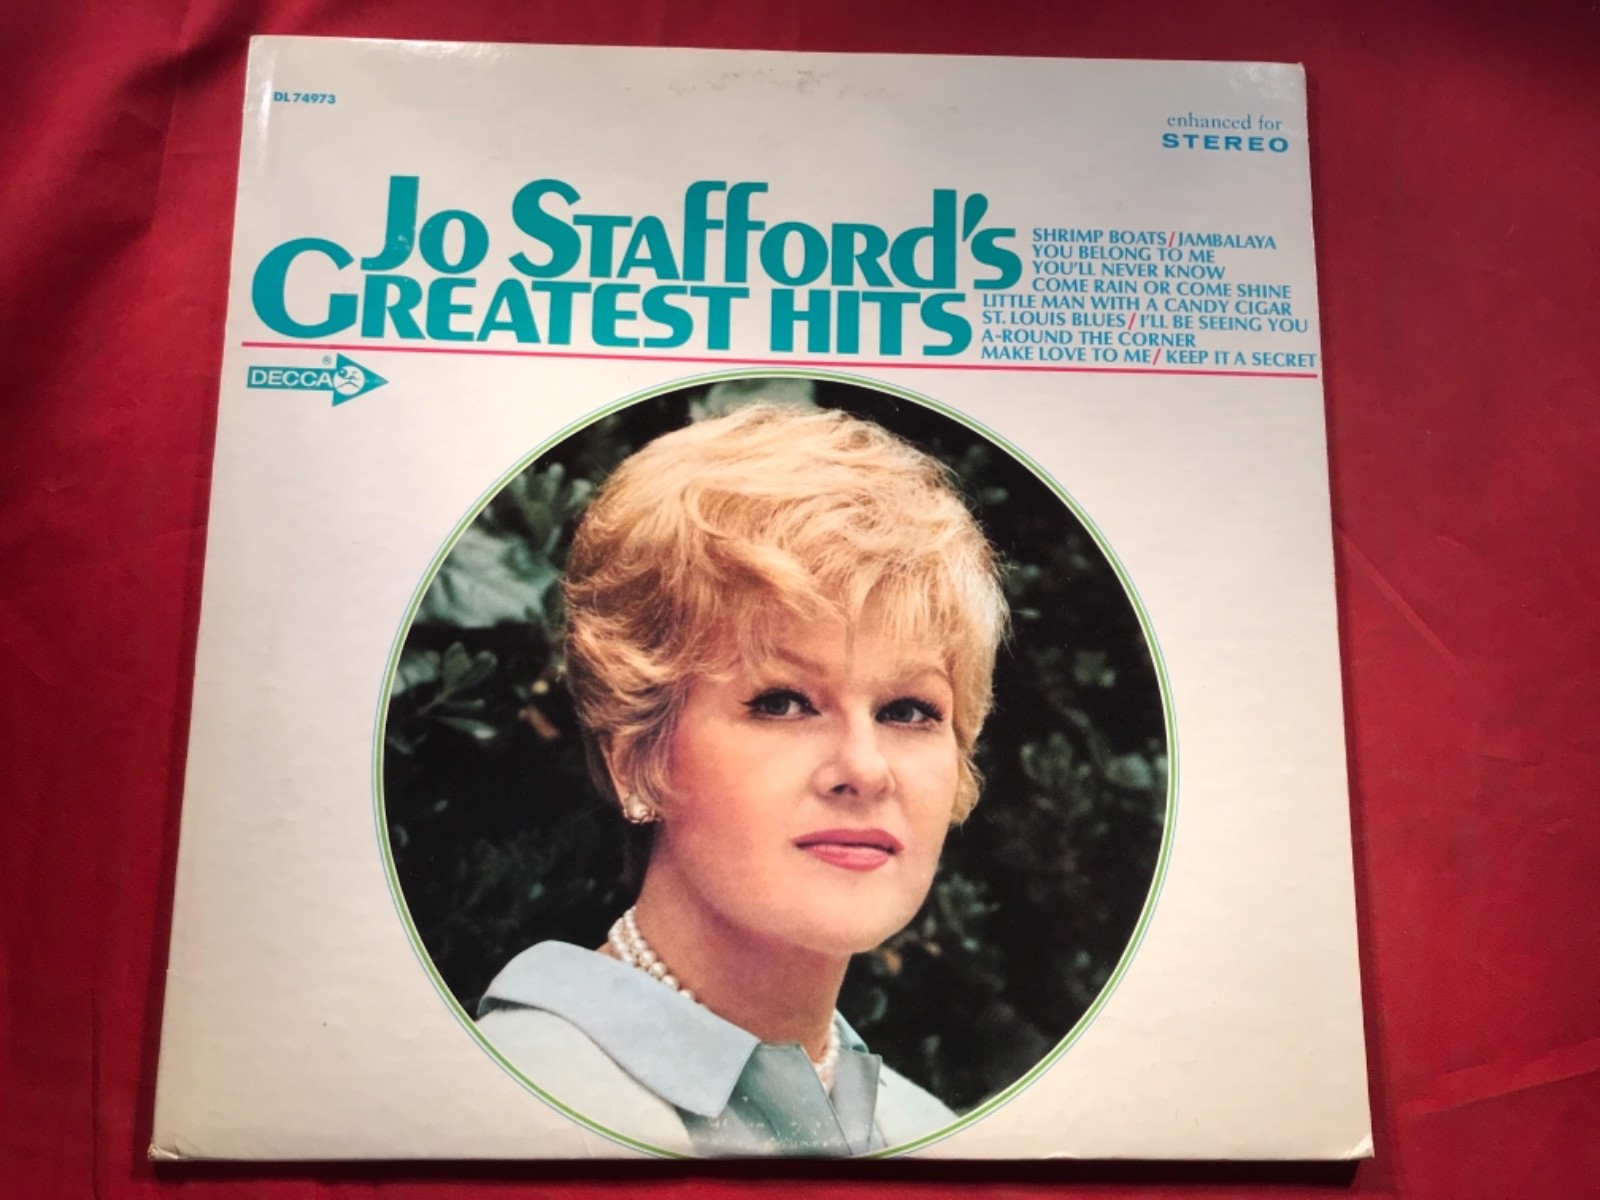 DL 74973
enhanced for
STEREO
Jo Stafford's
Greatest Hits
SHRIMP BOATS / JAMBALAYA
YOU BELONG TO ME
YOU'LL NEVER KNOW
COME RAIN OR COME SHINE
LITTLE MAN WITH A CANDY CIGAR
ST. LOUIS BLUES / I'LL BE SEEING YOU
A-ROUND THE CORNER
MAKE LOVE TO ME / KEEP IT A SECRET
DECCA ®